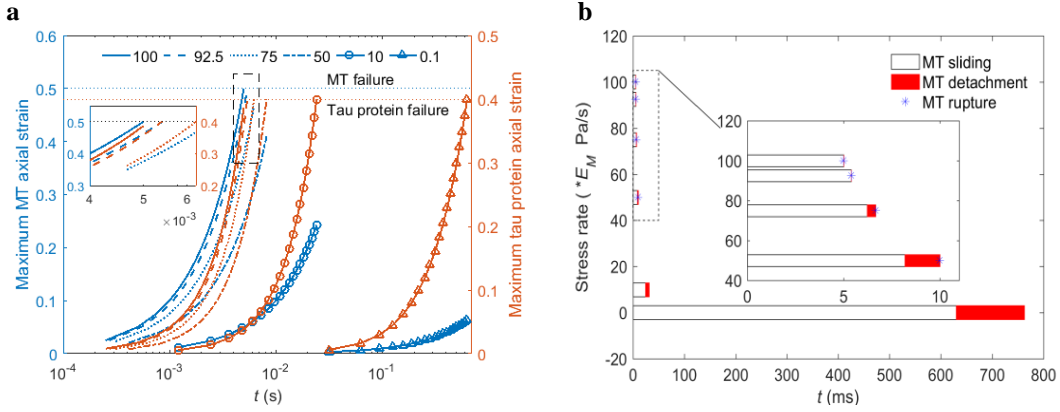 a
0.6
0.5
0.4
0.3
0.2
0.1
0
Maximum MT axial strain
100 92.5 75 50 10 0.1
MT failure
Tau protein failure
0.5
0.4
0.3
0.5
0.4
0.3
0.2
4 5 6
× 10⁻³
0.5
0.4
0.3
0.2
0.1
0
Maximum tau protein axial strain
10⁻⁴ 10⁻³ 10⁻² 10⁻¹
t (s)
b
120
100
80
60
40
20
0
-20
Stress rate ( *E_M Pa/s)
MT sliding
MT detachment
MT rupture
120
100
80
60
40
0 5 10
0 100 200 300 400 500 600 700 800
t (ms)